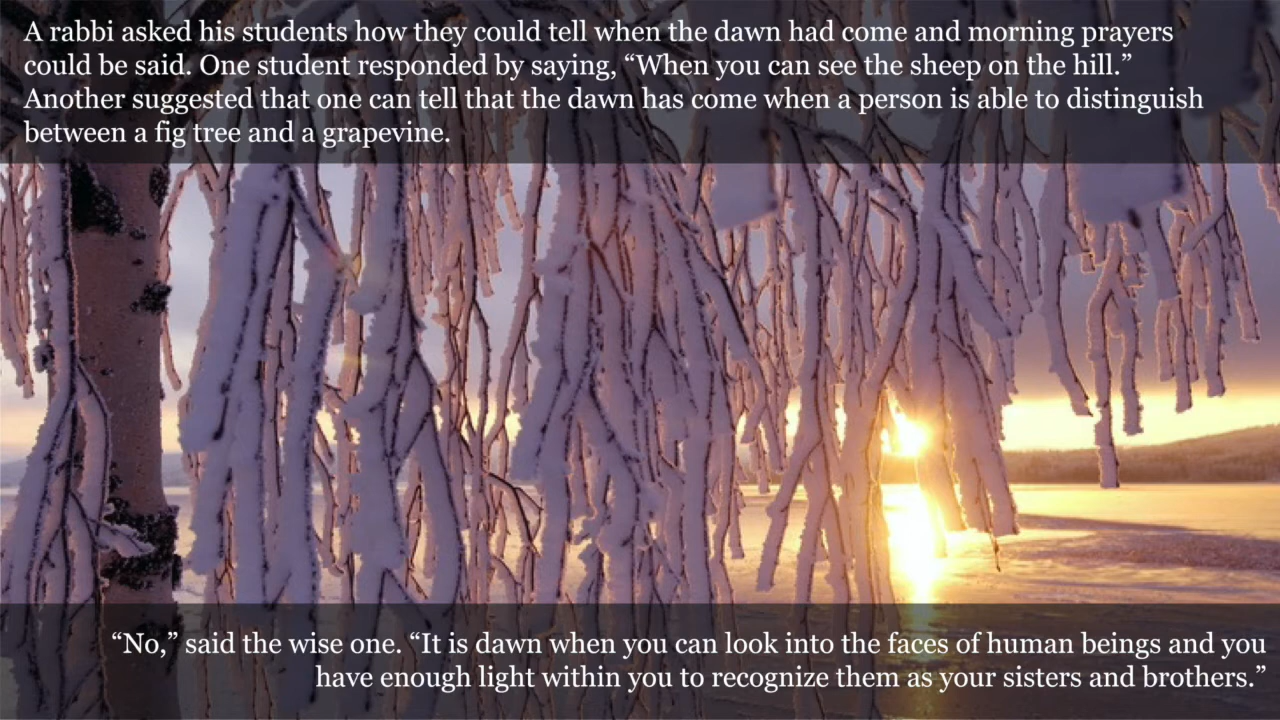 A rabbi asked his students how they could tell when the dawn had come and morning prayers
could be said. One student responded by saying, “When you can see the sheep on the hill.”
Another suggested that one can tell that the dawn has come when a person is able to distinguish
between a fig tree and a grapevine.
“No,” said the wise one. “It is dawn when you can look into the faces of human beings and you
have enough light within you to recognize them as your sisters and brothers.”